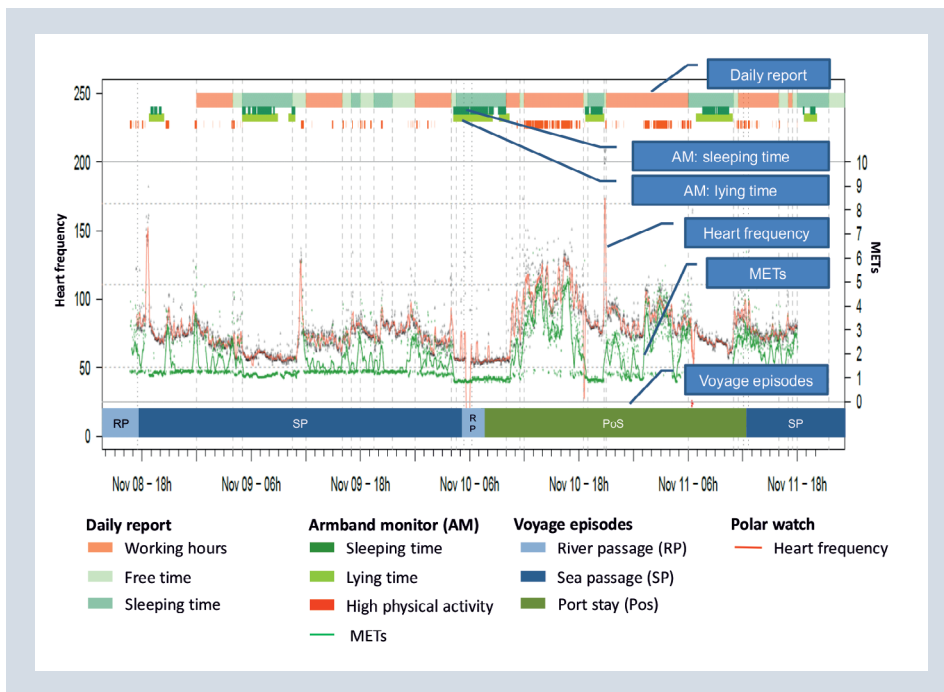 Daily report
AM: sleeping time
AM: lying time
Heart frequency
METs
Voyage episodes
250
200
150
100
50
0
Heart frequency
10
9
8
7
6
5
4
3
2
1
0
METs
RP
SP
R
P
PoS
SP
Nov 08 – 18h
Nov 09 – 06h
Nov 09 – 18h
Nov 10 – 06h
Nov 10 – 18h
Nov 11 – 06h
Nov 11 – 18h
Daily report
Working hours
Free time
Sleeping time
Armband monitor (AM)
Sleeping time
Lying time
High physical activity
METs
Voyage episodes
River passage (RP)
Sea passage (SP)
Port stay (Pos)
Polar watch
Heart frequency